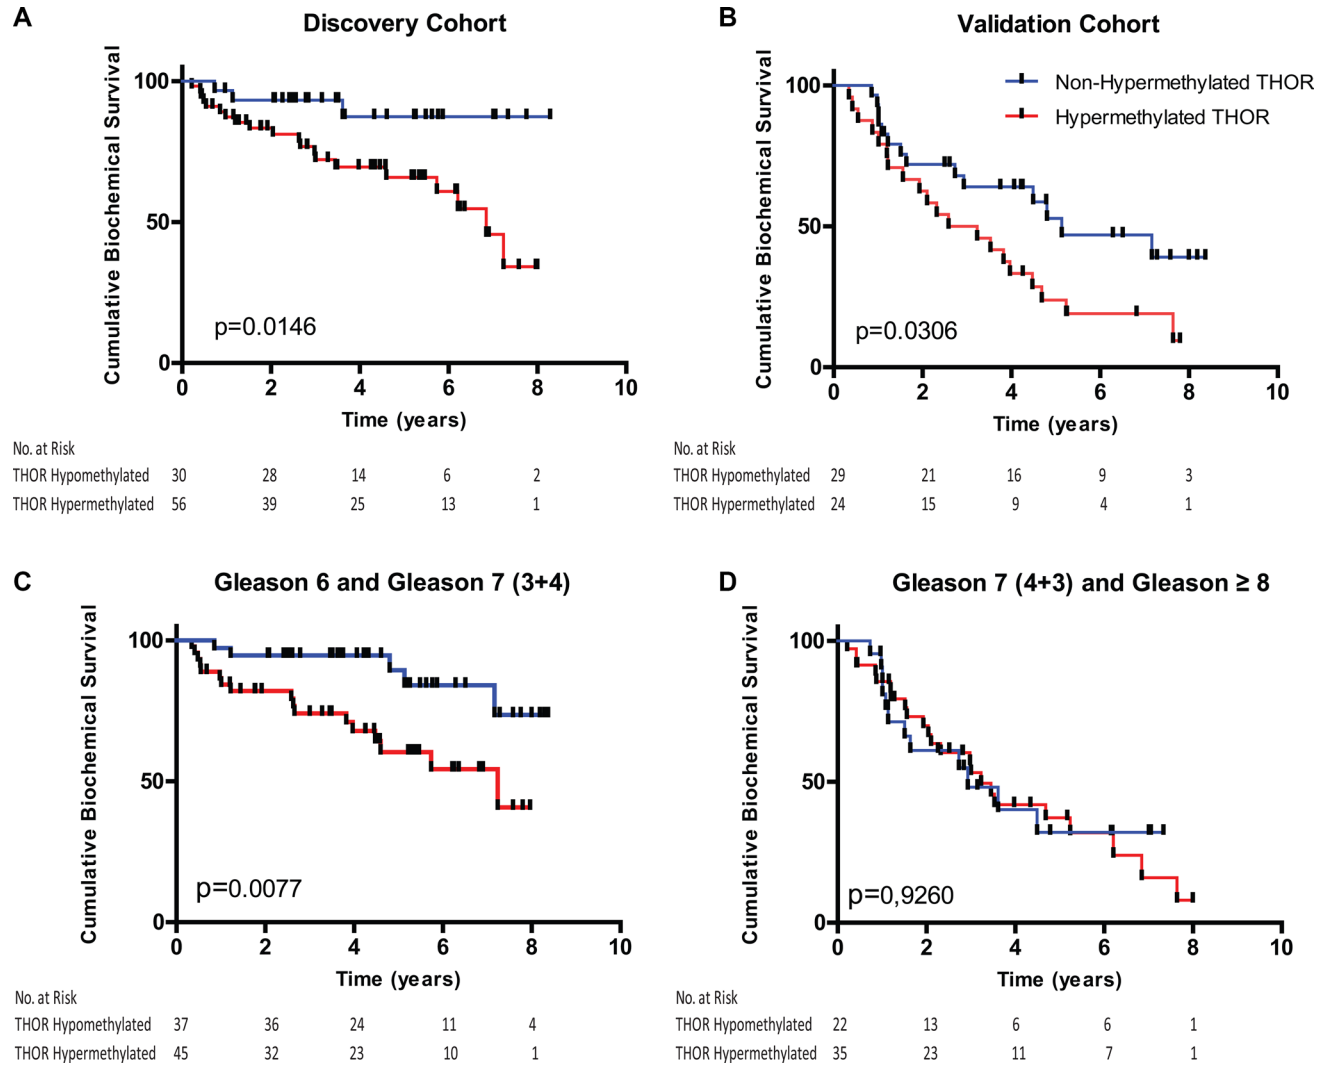 A
Discovery Cohort
Cumulative Biochemical Survival
100
50
0
p=0.0146
0 2 4 6 8 10
Time (years)
No. at Risk
THOR Hypomethylated 30 28 14 6 2
THOR Hypermethylated 56 39 25 13 1
B
Validation Cohort
Non-Hypermethylated THOR
Hypermethylated THOR
Cumulative Biochemical Survival
100
50
0
p=0.0306
0 2 4 6 8 10
Time (years)
No. at Risk
THOR Hypomethylated 29 21 16 9 3
THOR Hypermethylated 24 15 9 4 1
C
Gleason 6 and Gleason 7 (3+4)
Cumulative Biochemical Survival
100
50
0
p=0.0077
0 2 4 6 8 10
Time (years)
No. at Risk
THOR Hypomethylated 37 36 24 11 4
THOR Hypermethylated 45 32 23 10 1
D
Gleason 7 (4+3) and Gleason ≥ 8
Cumulative Biochemical Survival
100
50
0
p=0,9260
0 2 4 6 8 10
Time (years)
No. at Risk
THOR Hypomethylated 22 13 6 6 1
THOR Hypermethylated 35 23 11 7 1